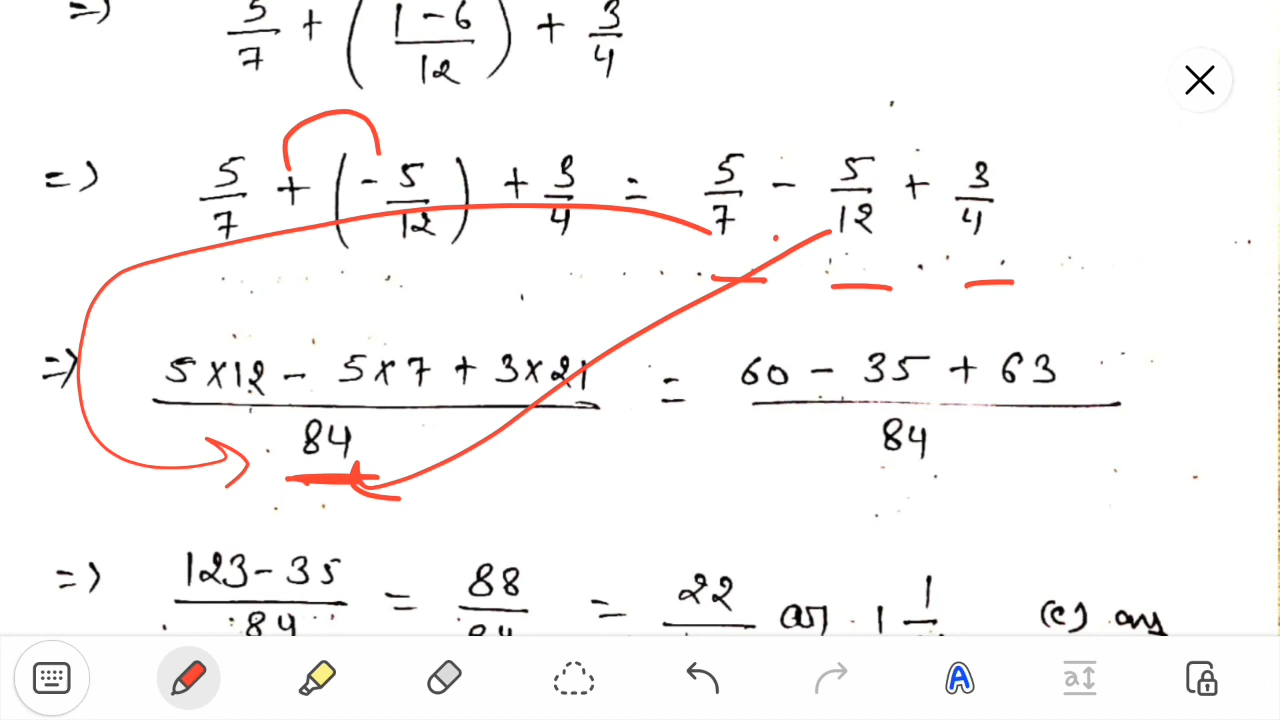 => 5/7 + ( 1-6/12 ) + 3/4
=> 5/7 + ( -5/12 ) + 3/4 = 5/7 - 5/12 + 3/4
=> 5×12 - 5×7 + 3×21 / 84 = 60 - 35 + 63 / 84
=> 123-35/84 = 88/84 = 22/ or 1 1/ (c) ans
A
a